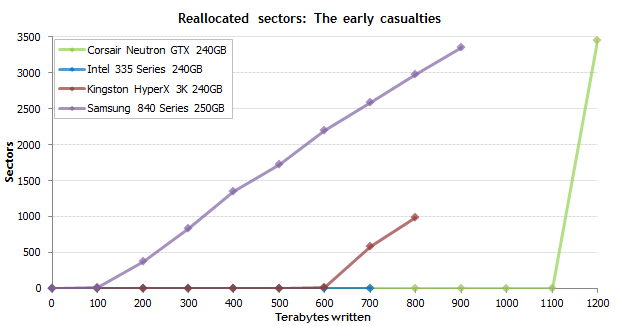 Reallocated sectors: The early casualties
Corsair Neutron GTX 240GB
Intel 335 Series 240GB
Kingston HyperX 3K 240GB
Samsung 840 Series 250GB
Sectors
3500
3000
2500
2000
1500
1000
500
0
0 100 200 300 400 500 600 700 800 900 1000 1100 1200
Terabytes written